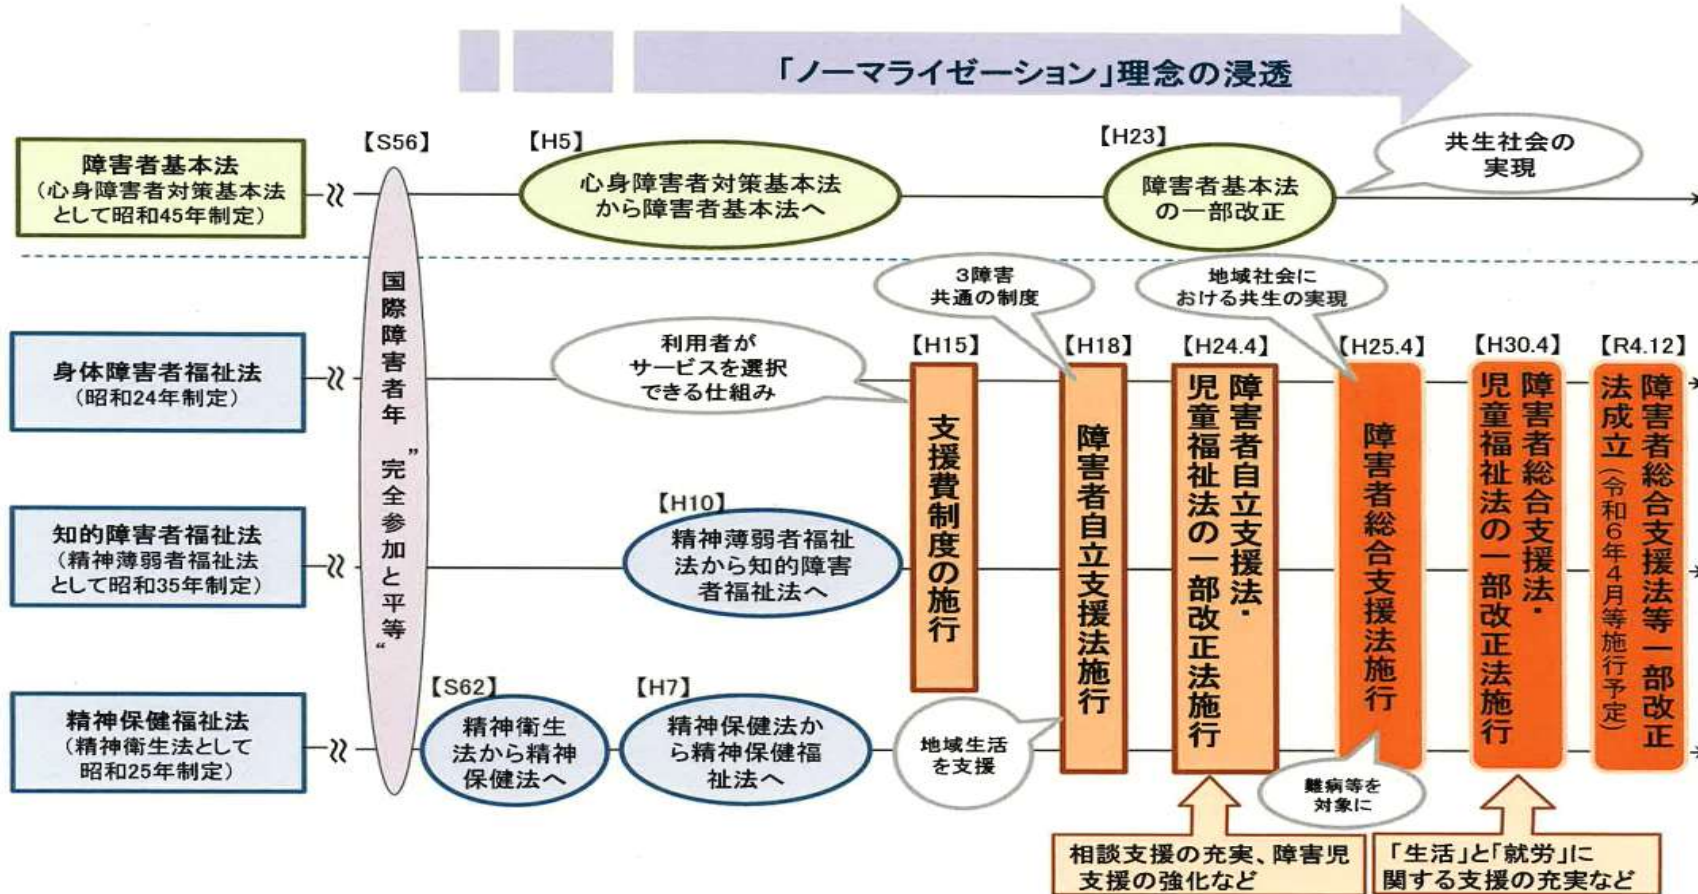 「ノーマライゼーション」理念の浸透
障害者基本法
（心身障害者対策基本法
として昭和45年制定）
【S56】
国際障害者年 ”完全参加と平等“
【H5】
心身障害者対策基本法
から障害者基本法へ
【H23】
障害者基本法
の一部改正
共生社会の
実現
身体障害者福祉法
（昭和24年制定）
利用者が
サービスを選択
できる仕組み
3障害
共通の制度
地域社会に
おける共生の実現
知的障害者福祉法
（精神薄弱者福祉法
として昭和35年制定）
【H10】
精神薄弱者福祉
法から知的障害
者福祉法へ
精神保健福祉法
（精神衛生法として
昭和25年制定）
【S62】
精神衛生
法から精神
保健法へ
【H7】
精神保健法か
ら精神保健福
祉法へ
【H15】
支援費制度の施行
地域生活
を支援
【H18】
障害者自立支援法施行
【H24.4】
障害者自立支援法・
児童福祉法の一部改正法施行
【H25.4】
障害者総合支援法施行
難病等を
対象に
【H30.4】
障害者総合支援法・
児童福祉法の一部改正法施行
【R4.12】
障害者総合支援法等一部改正
法成立（令和6年4月等施行予定）
相談支援の充実、障害児
支援の強化など
「生活」と「就労」に
関する支援の充実など